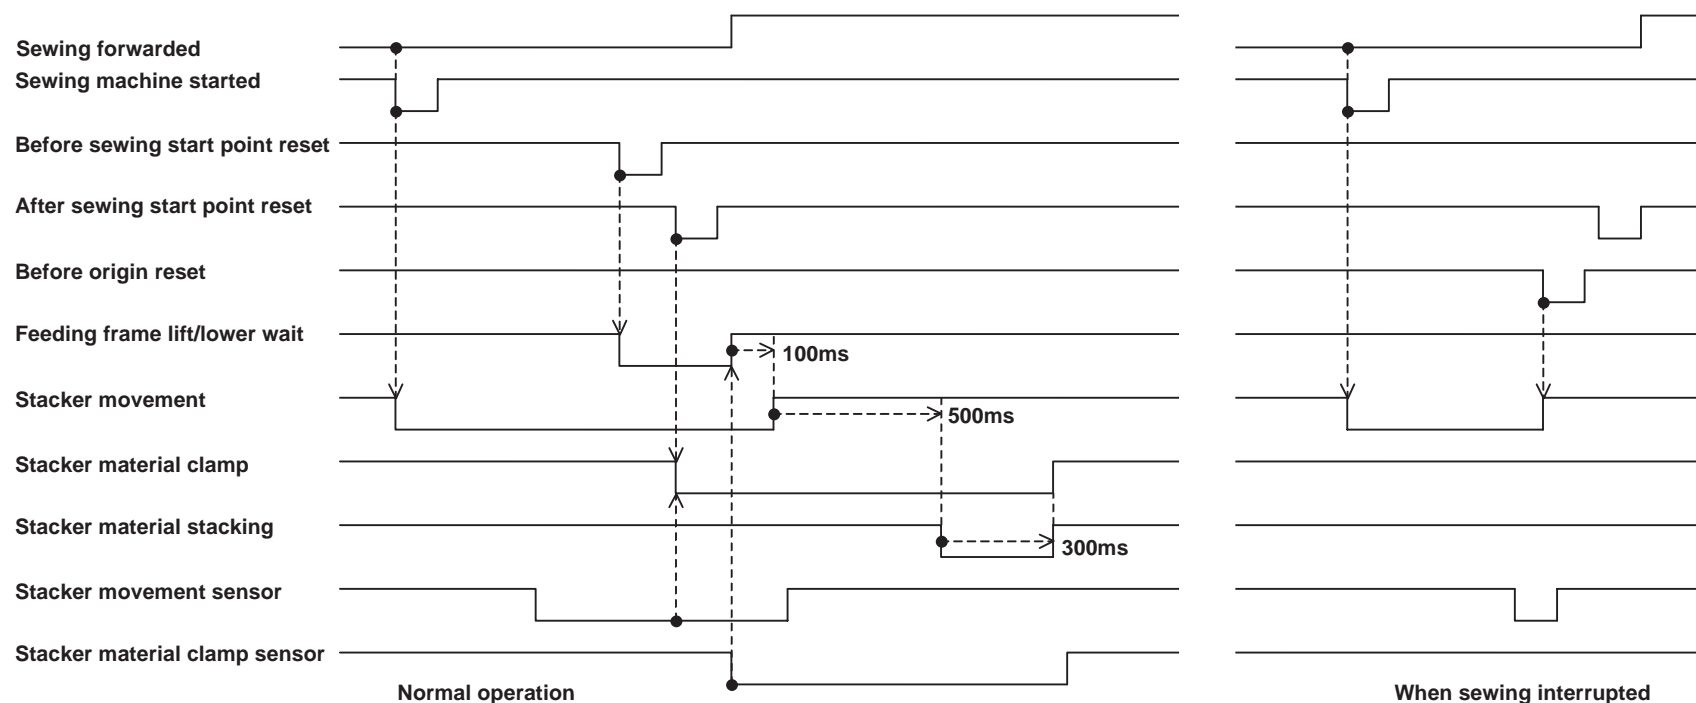 Sewing forwarded
Sewing machine started
Before sewing start point reset
After sewing start point reset
Before origin reset
Feeding frame lift/lower wait
100ms
Stacker movement
500ms
Stacker material clamp
Stacker material stacking
300ms
Stacker movement sensor
Stacker material clamp sensor
Normal operation
When sewing interrupted